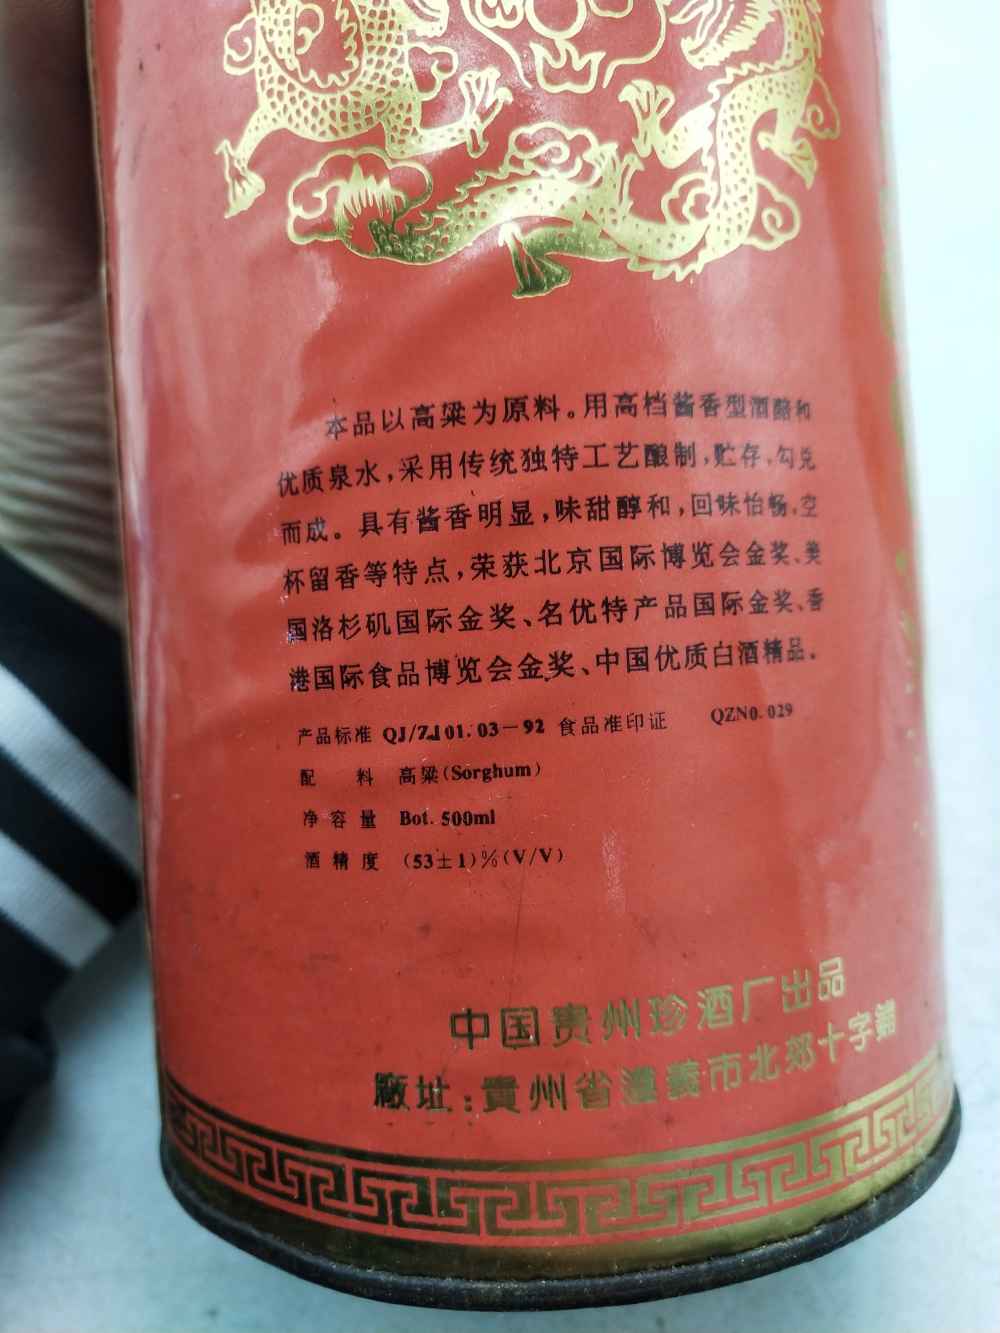 本品以高粱为原料。用高档酱香型酒醅和
优质泉水，采用传统独特工艺酿制，贮存，勾兑
而成。具有酱香明显，味甜醇和，回味怡畅，空
杯留香等特点，荣获北京国际博览会金奖、美
国洛杉矶国际金奖、名优特产品国际金奖、香
港国际食品博览会金奖、中国优质白酒精品。
产品标准 QJ/ZJ01.03－92 食品准印证 QZN0.029
配 料 高粱(Sorghum)
净容量 Bot. 500ml
酒精度 (53±1)%(V/V)
中国贵州珍酒厂出品
廠址：貴州省遵義市北郊十字鋪